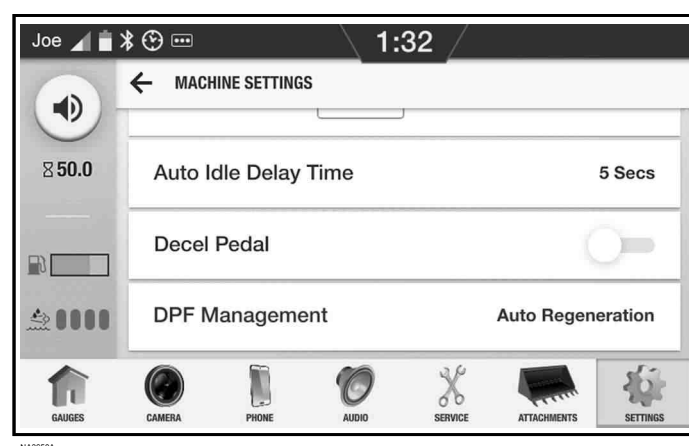 Joe 1:32
MACHINE SETTINGS
50.0
Auto Idle Delay Time 5 Secs
Decel Pedal
DPF Management Auto Regeneration
GAUGES CAMERA PHONE AUDIO SERVICE ATTACHMENTS SETTINGS